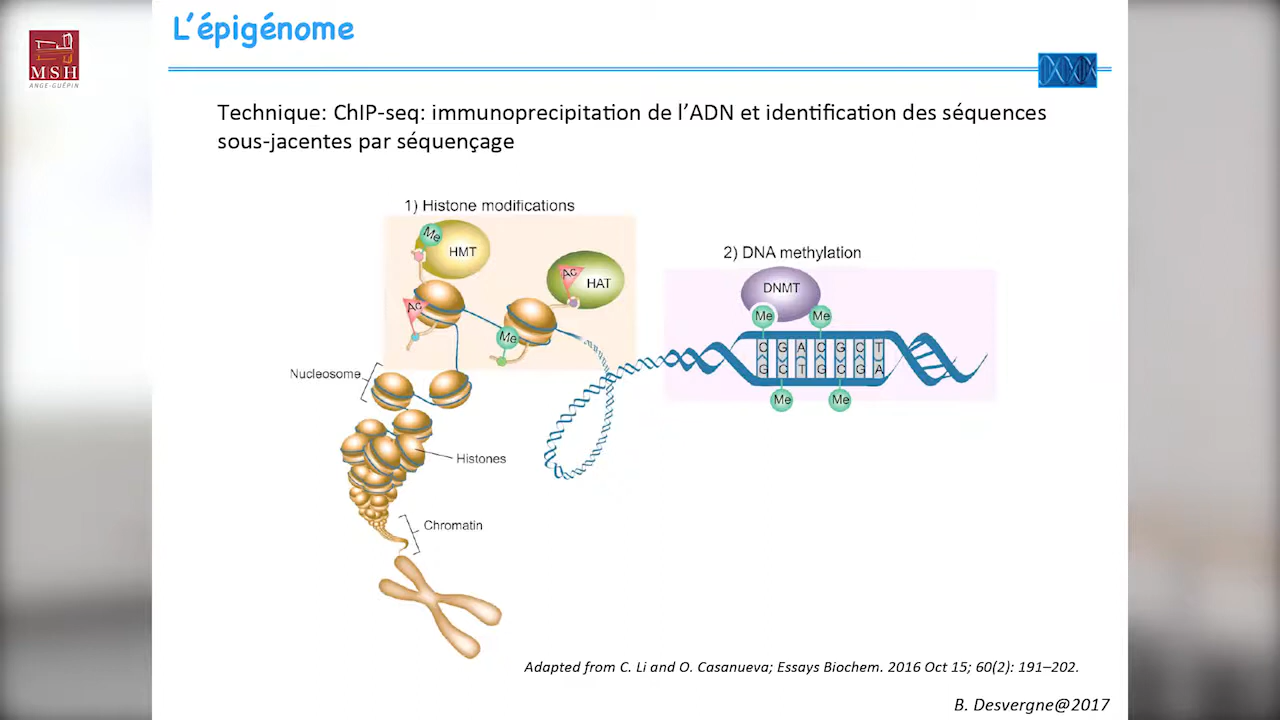 L'épigénome
MSH
ANGE-GUÉPIN
Technique: ChIP-seq: immunoprecipitation de l'ADN et identification des séquences
sous-jacentes par séquençage
1) Histone modifications
Me
HMT
Ac
HAT
Ac
Me
2) DNA methylation
DNMT
Me
Me
C G A C G C T
G C T G C G A
Me
Me
Nucleosome
Histones
Chromatin
Adapted from C. Li and O. Casanueva; Essays Biochem. 2016 Oct 15; 60(2): 191–202.
B. Desvergne@2017